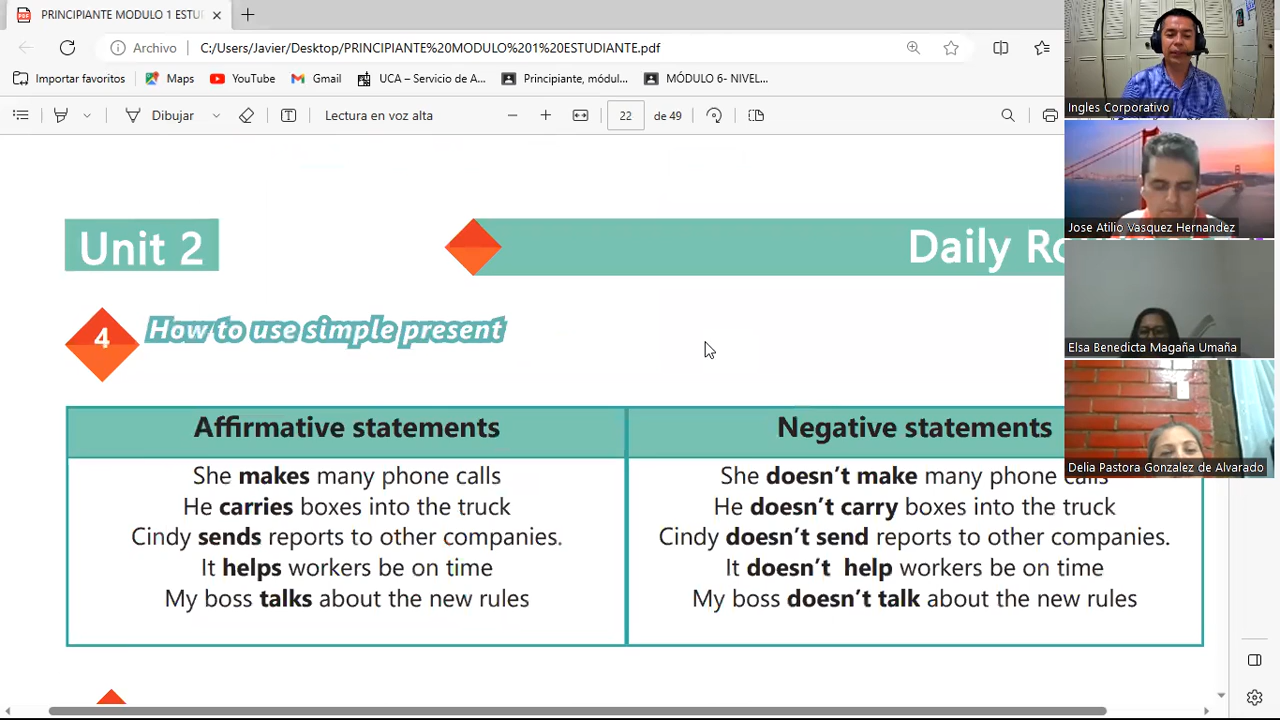 PRINCIPIANTE MODULO 1 ESTU
Archivo C:/Users/Javier/Desktop/PRINCIPIANTE%20MODULO%201%20ESTUDIANTE.pdf
Importar favoritos Maps YouTube Gmail UCA – Servicio de A... Principiante, módul... MÓDULO 6- NIVEL...
Dibujar Lectura en voz alta 22 de 49
Ingles Corporativo
Jose Atilio Vasquez Hernandez
Elsa Benedicta Magaña Umaña
Delia Pastora Gonzalez de Alvarado
Unit 2 Daily
4 How to use simple present
Affirmative statements
She makes many phone calls
He carries boxes into the truck
Cindy sends reports to other companies.
It helps workers be on time
My boss talks about the new rules
Negative statements
She doesn’t make many phone calls
He doesn’t carry boxes into the truck
Cindy doesn’t send reports to other companies.
It doesn’t help workers be on time
My boss doesn’t talk about the new rules